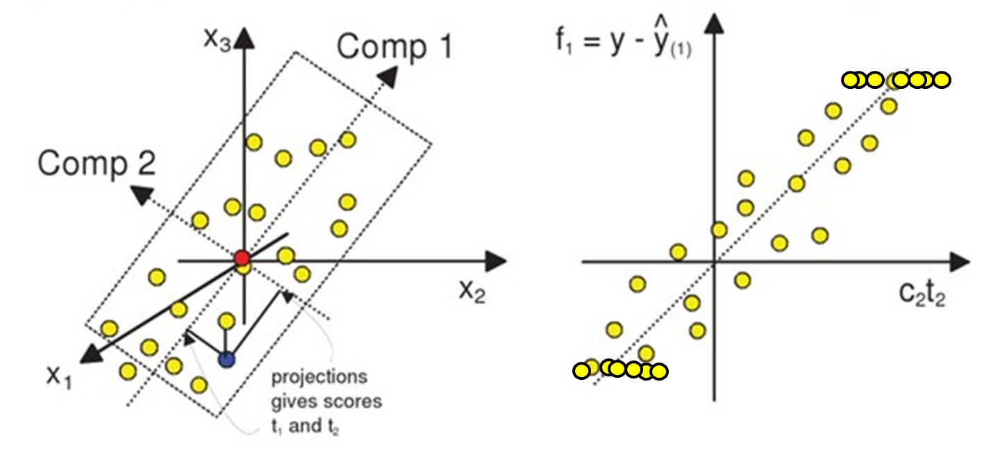 x₃
Comp 1
Comp 2
x₂
x₁
projections
gives scores
t₁ and t₂
f₁ = y - ŷ₍₁₎
c₂t₂